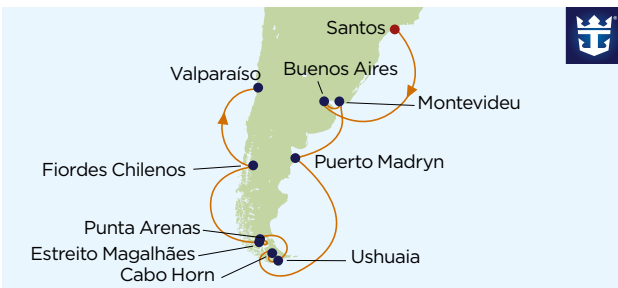 Santos
Valparaíso
Buenos Aires
Montevideu
Puerto Madryn
Fiordes Chilenos
Punta Arenas
Estreito Magalhães
Cabo Horn
Ushuaia